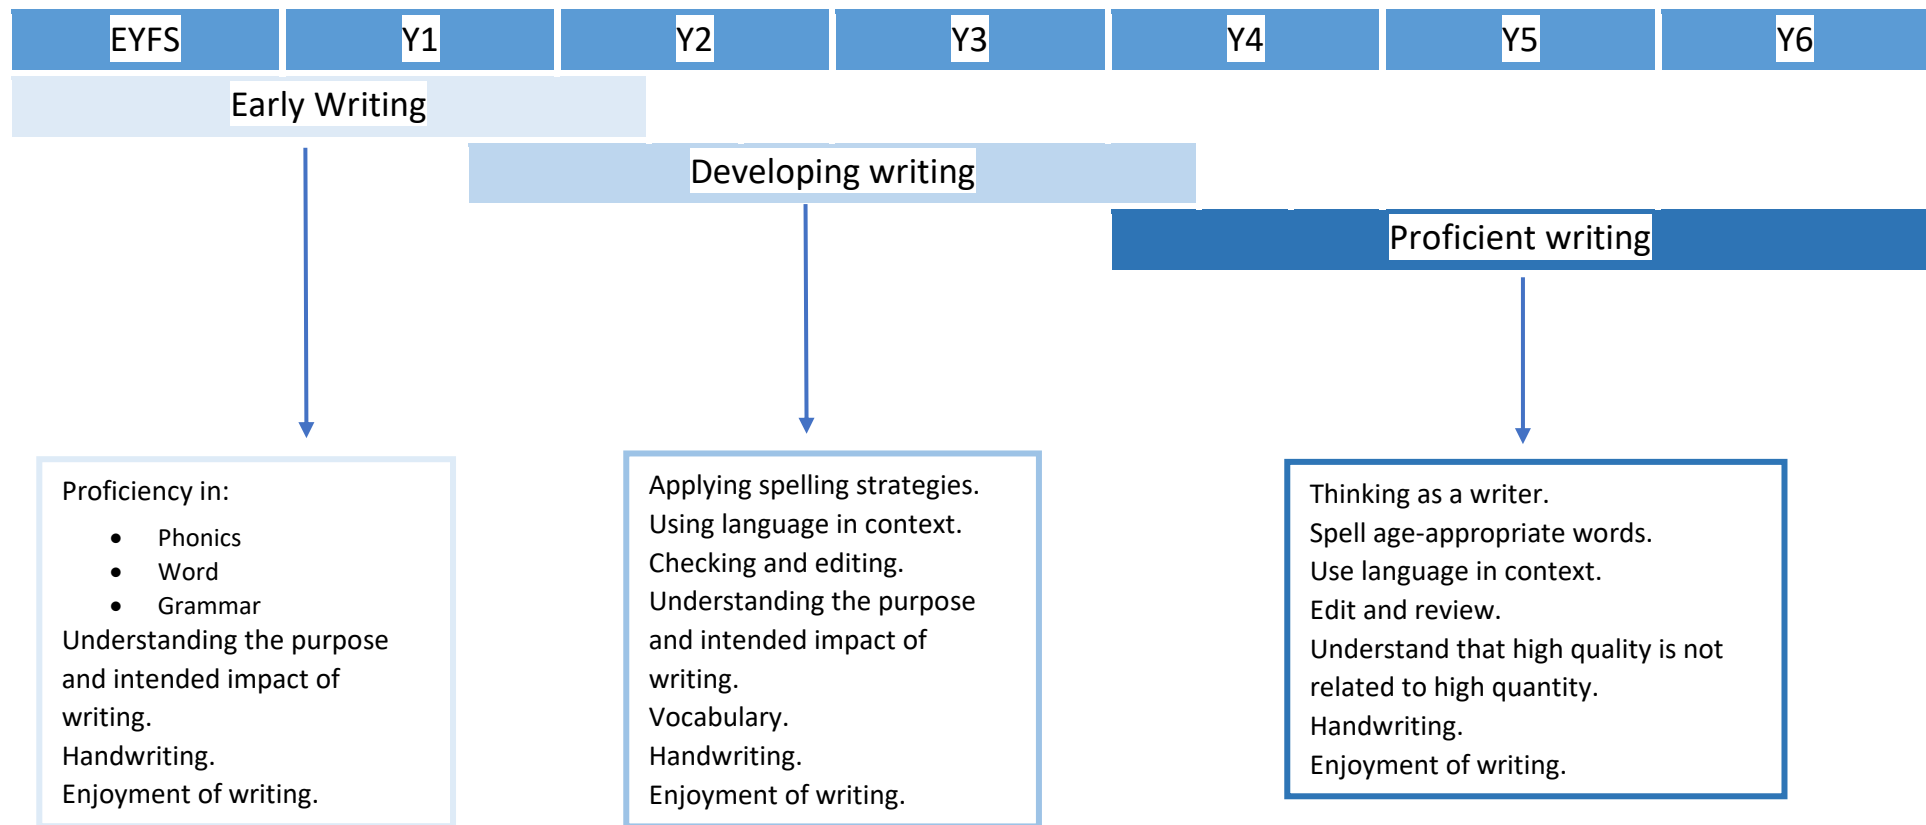 EYFS Y1 Y2 Y3 Y4 Y5 Y6
Early Writing
Developing writing
Proficient writing
Proficiency in:
• Phonics
• Word
• Grammar
Understanding the purpose
and intended impact of
writing.
Handwriting.
Enjoyment of writing.
Applying spelling strategies.
Using language in context.
Checking and editing.
Understanding the purpose
and intended impact of
writing.
Vocabulary.
Handwriting.
Enjoyment of writing.
Thinking as a writer.
Spell age-appropriate words.
Use language in context.
Edit and review.
Understand that high quality is not
related to high quantity.
Handwriting.
Enjoyment of writing.